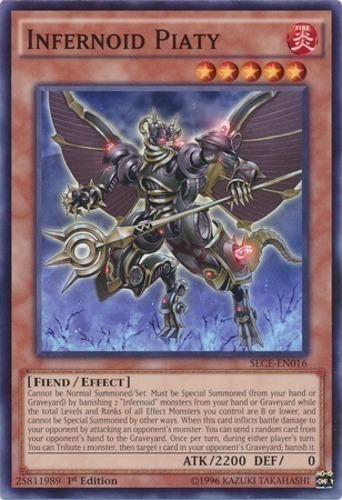 INFERNOID PIATY
FIRE
炎
SECE-EN016
[FIEND / EFFECT]
Cannot be Normal Summoned/Set. Must be Special Summoned (from your hand or
Graveyard) by banishing 2 "Infernoid" monsters from your hand or Graveyard while
the total Levels and Ranks of all Effect Monsters you control are 8 or lower, and
cannot be Special Summoned by other ways. When this card inflicts battle damage to
your opponent by attacking an opponent's monster: You can send 1 random card from
your opponent's hand to the Graveyard. Once per turn, during either player's turn:
You can Tribute 1 monster, then target 1 card in your opponent's Graveyard; banish it.
ATK/2200 DEF/ 0
25811989 1st Edition ©1996 KAZUKI TAKAHASHI